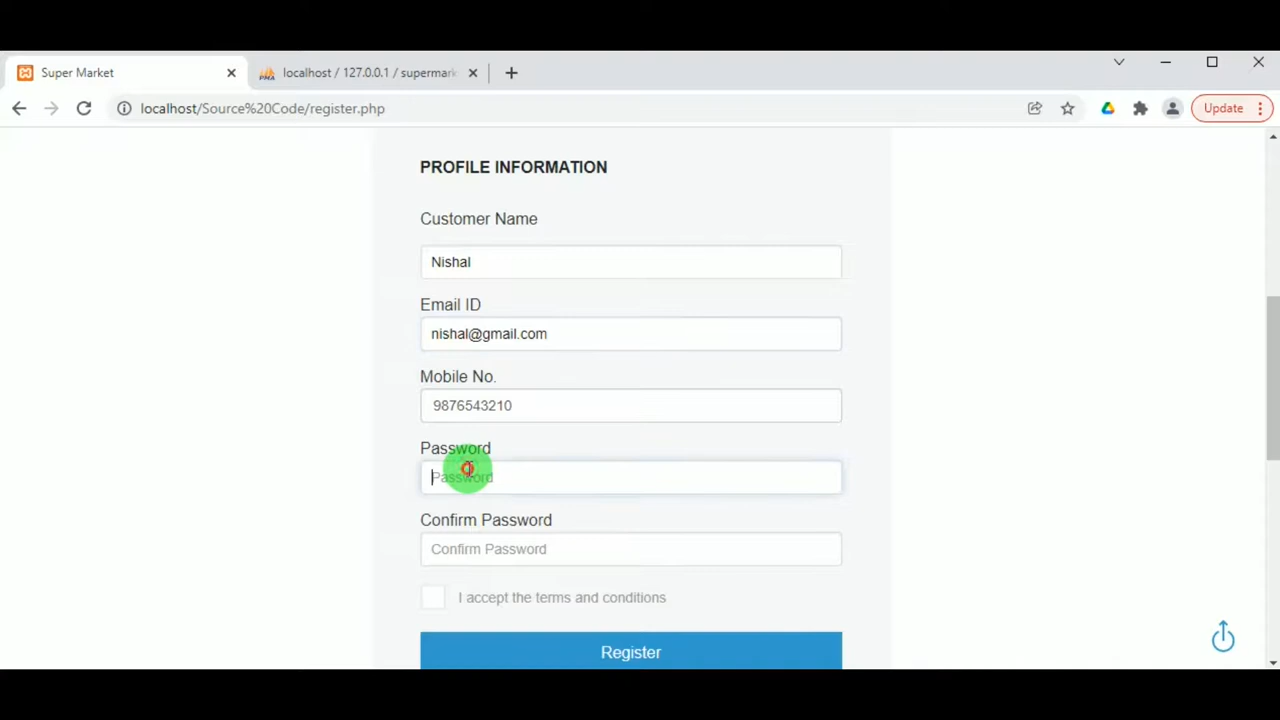 Super Market
localhost / 127.0.0.1 / supermark
localhost/Source%20Code/register.php
Update
PROFILE INFORMATION
Customer Name
Nishal
Email ID
nishal@gmail.com
Mobile No.
9876543210
Password
Password
Confirm Password
Confirm Password
I accept the terms and conditions
Register